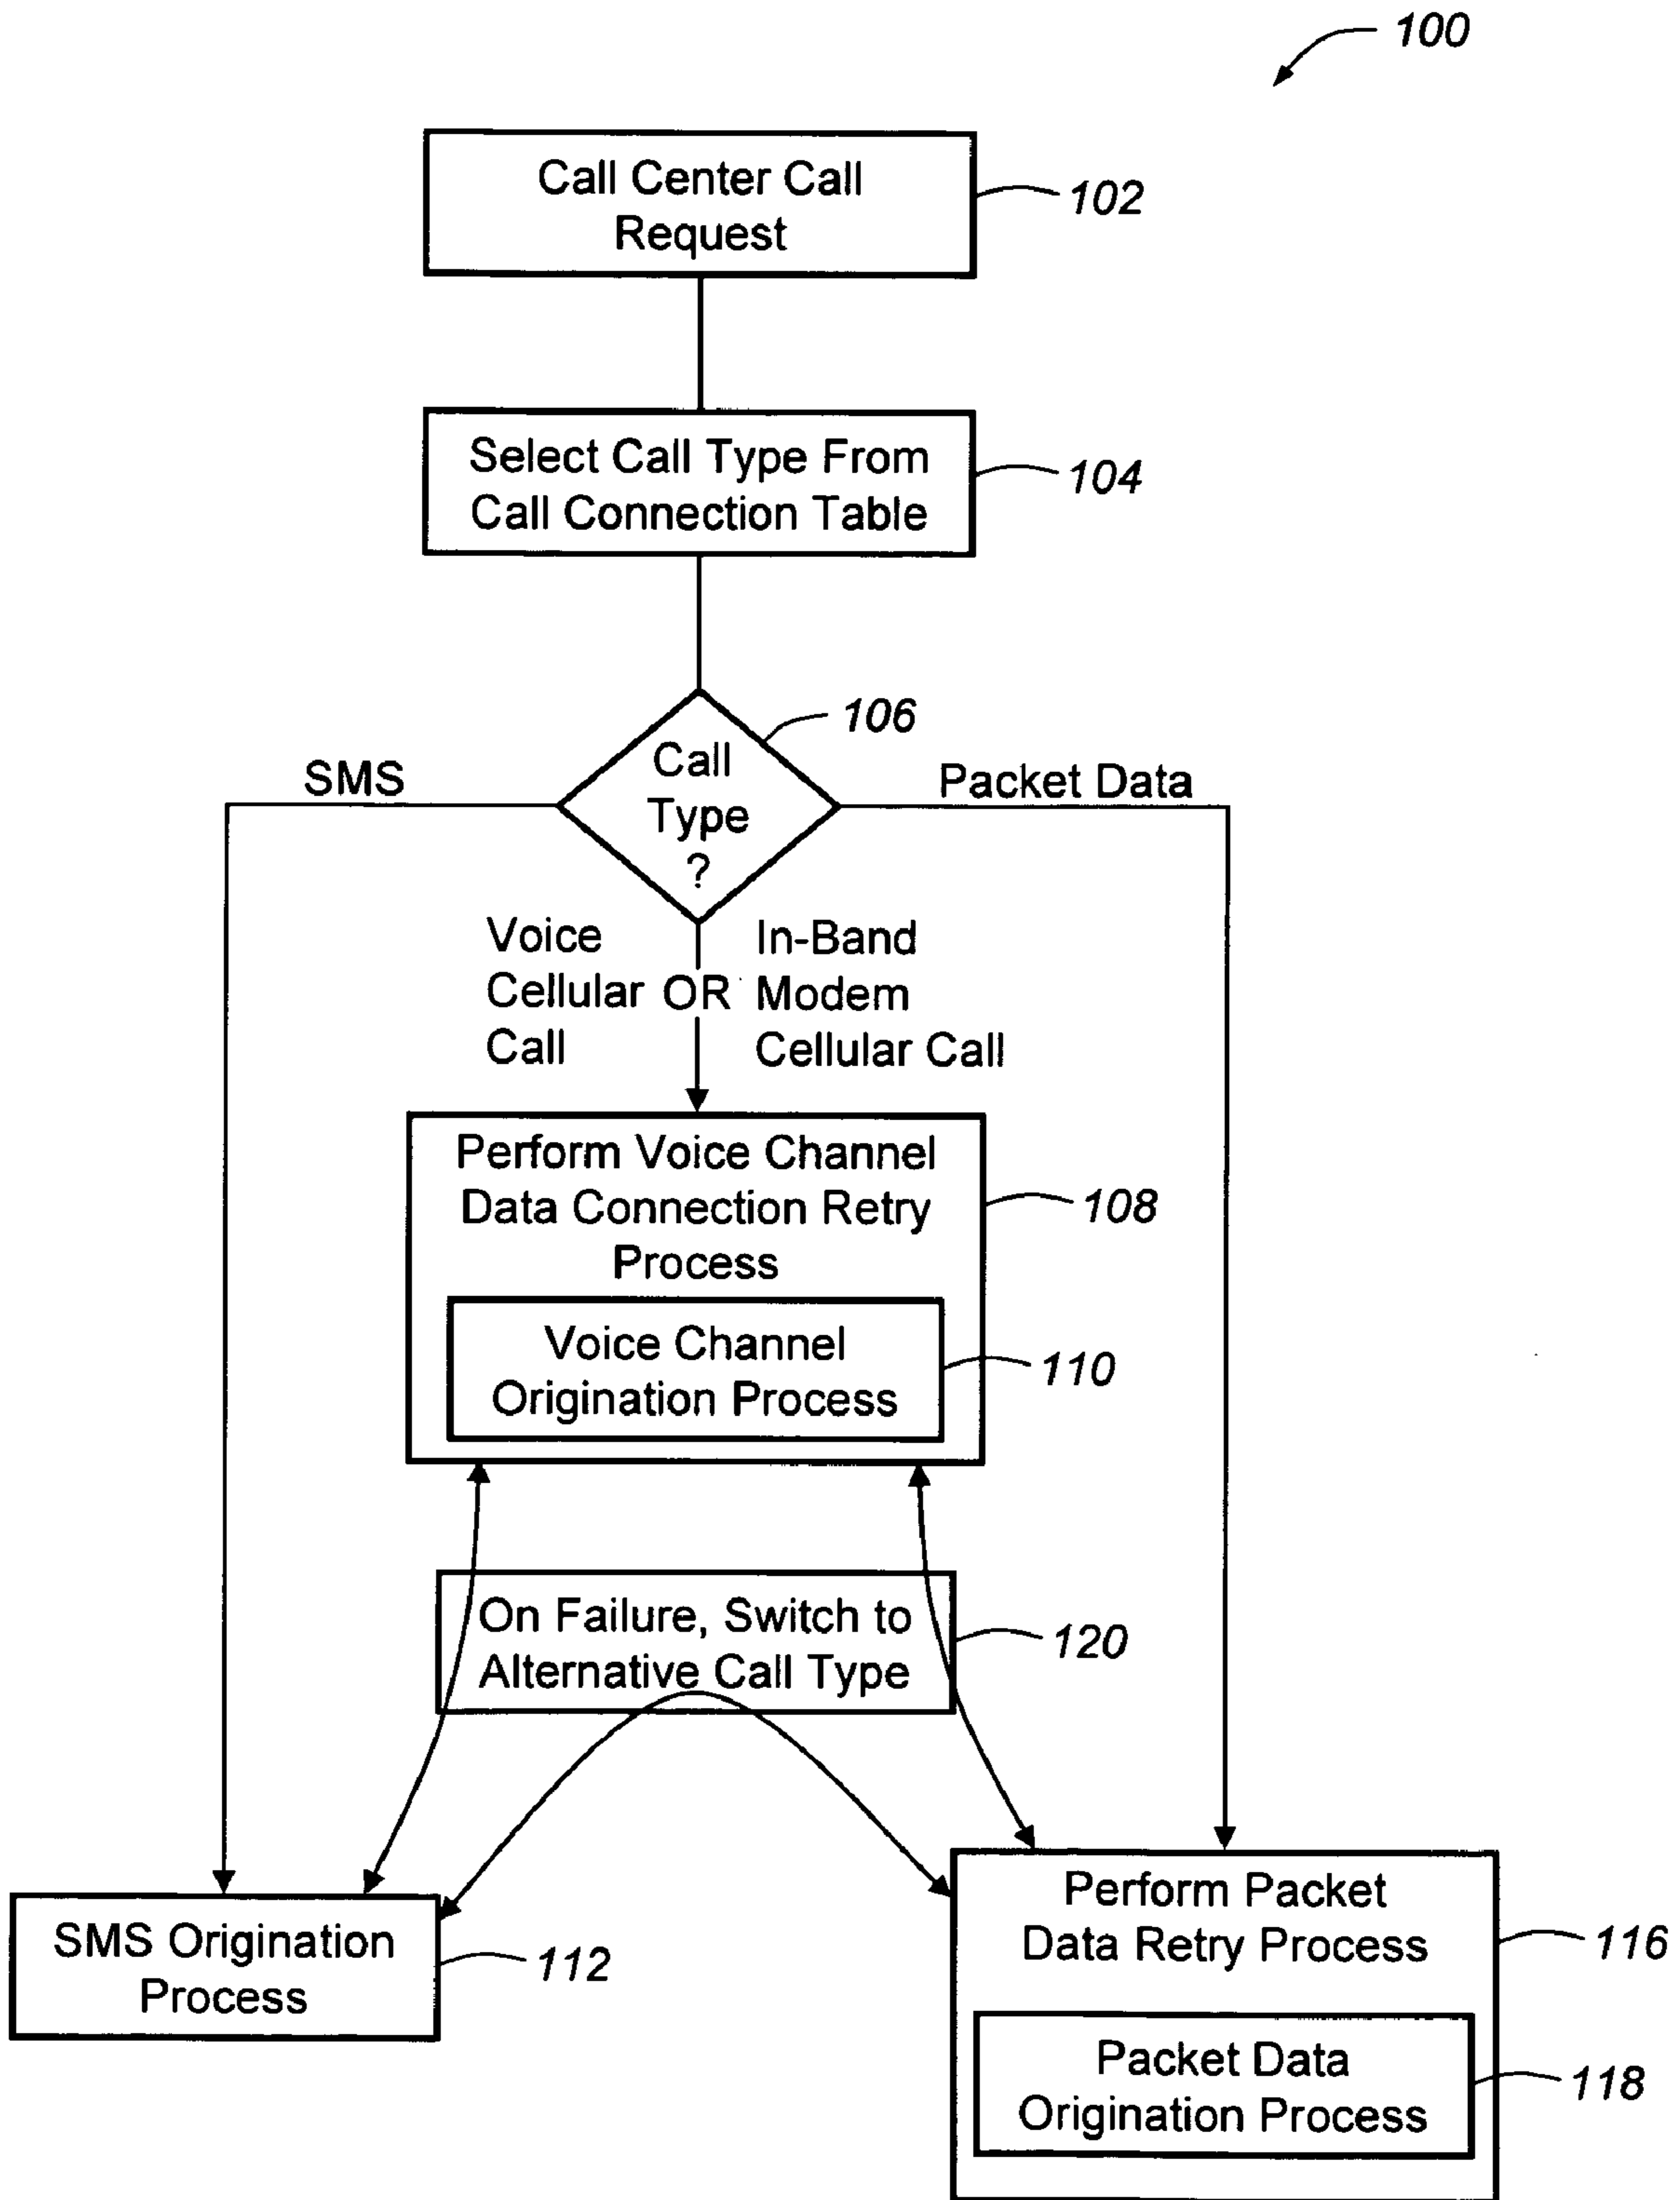 100
Call Center Call
Request
102
Select Call Type From
Call Connection Table
104
106
Call
Type
?
SMS
Packet Data
Voice
Cellular
Call
OR
In-Band
Modem
Cellular Call
Perform Voice Channel
Data Connection Retry
Process
108
Voice Channel
Origination Process
110
On Failure, Switch to
Alternative Call Type
120
SMS Origination
Process
112
Perform Packet
Data Retry Process
116
Packet Data
Origination Process
118